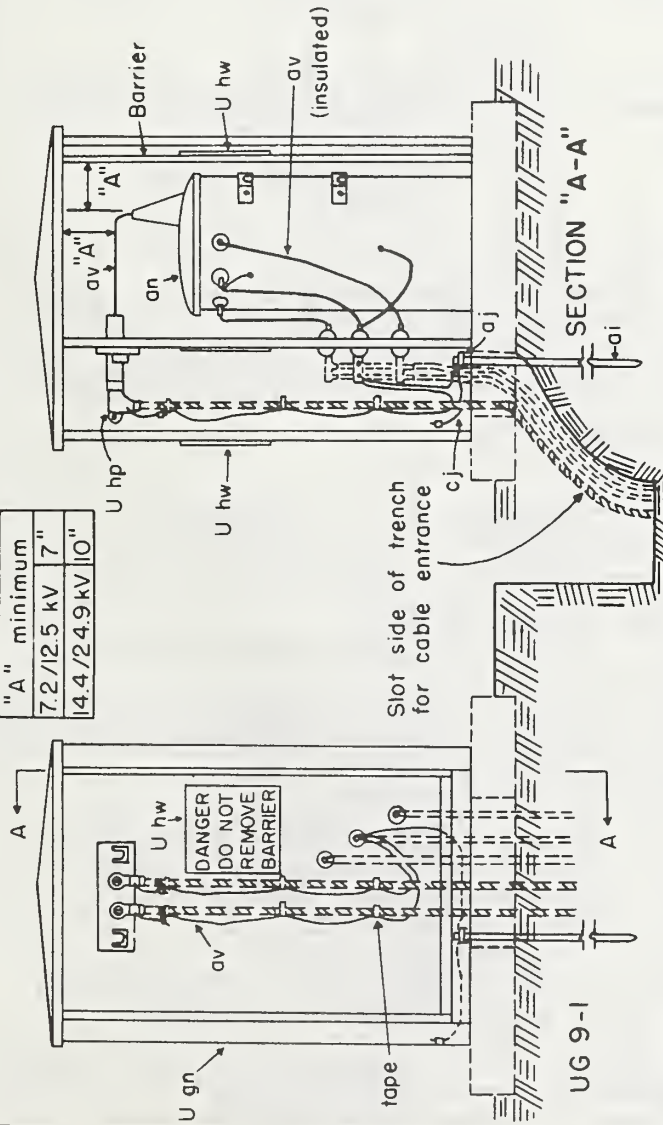 "A" minimum
7.2/12.5 kV 7"
14.4/24.9 kV 10"
A
U hw
DANGER
DO NOT
REMOVE
BARRIER
av
U gn
tape
A
UG 9-1
U hp
U hw
av
"A"
"A"
an
Barrier
U hw
av
(insulated)
cj
aj
ai
Slot side of trench
for cable entrance
SECTION "A-A"